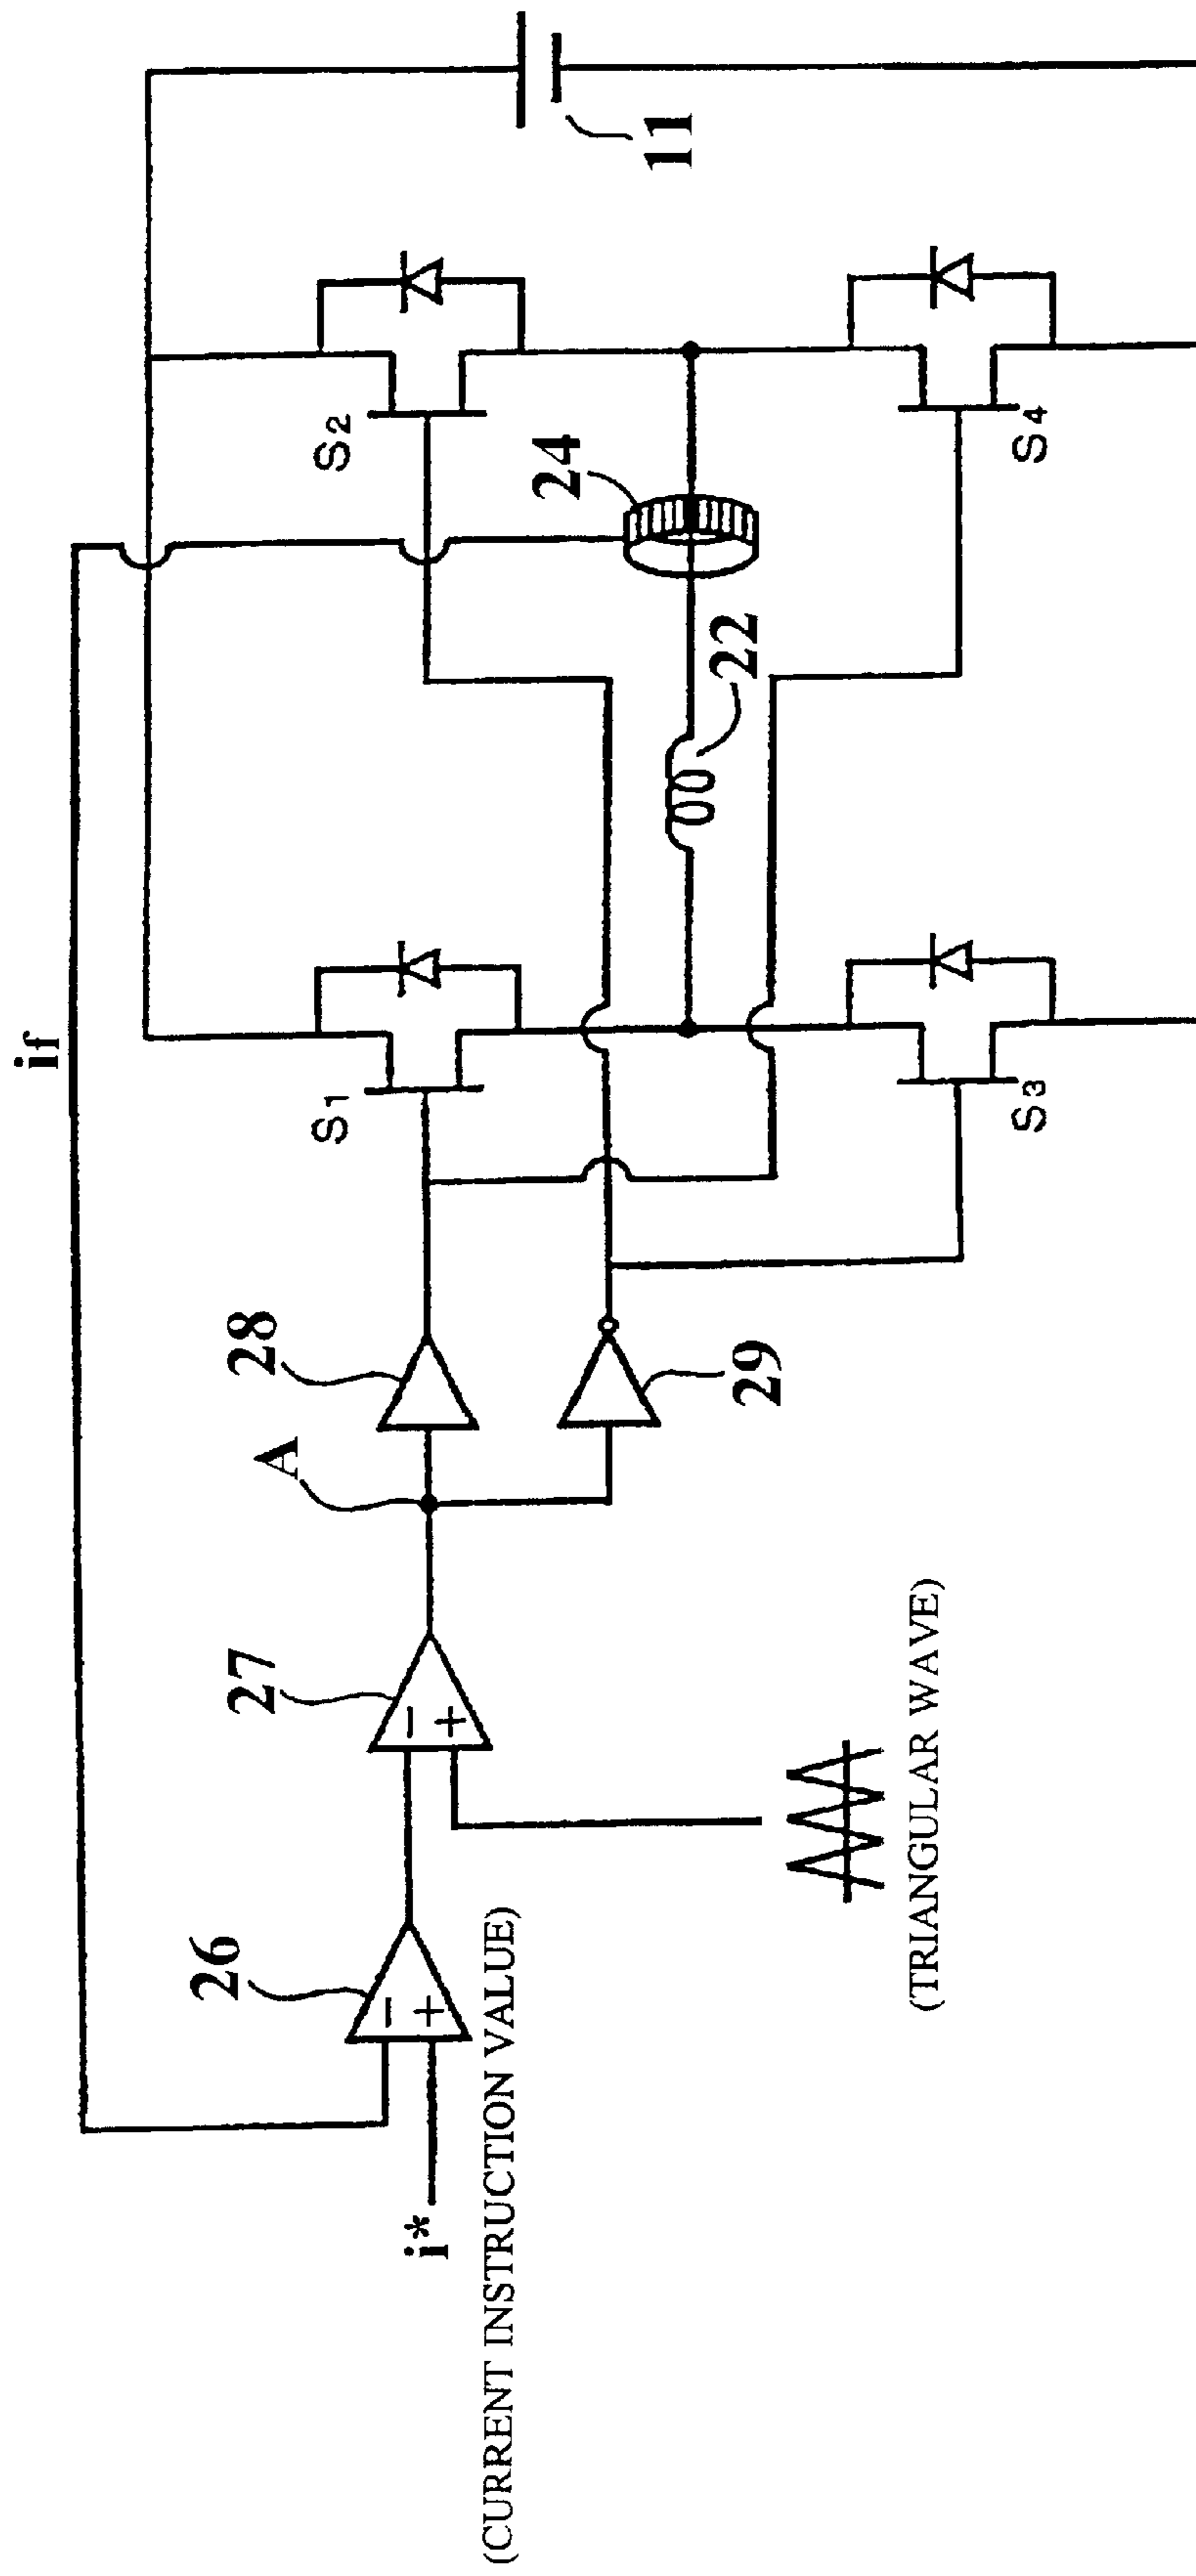 if
11
S2
24
S4
22
S1
S3
28
A
29
27
26
i*
(CURRENT INSTRUCTION VALUE)
(TRIANGULAR WAVE)
− +
− +